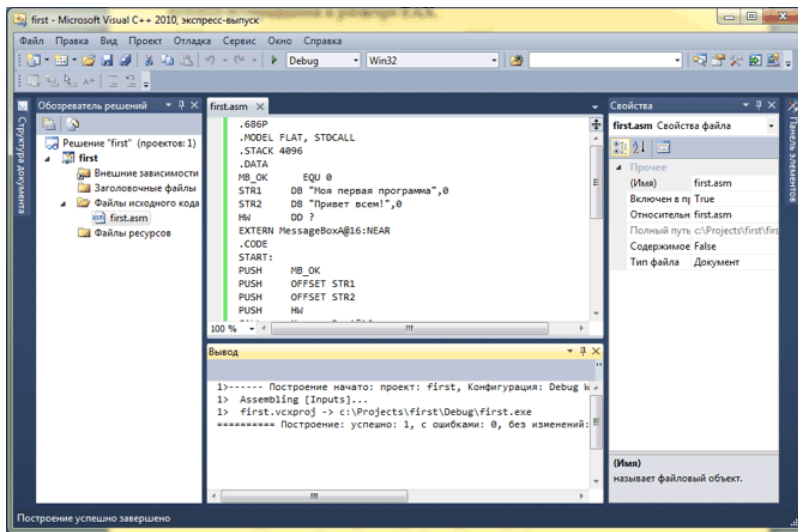 first - Microsoft Visual C++ 2010, экспресс-выпуск
Файл Правка Вид Проект Отладка Сервис Окно Справка
Debug Win32
Структура документа
Обозреватель решений
Решение "first" (проектов: 1)
first
Внешние зависимости
Заголовочные файлы
Файлы исходного кода
first.asm
Файлы ресурсов
first.asm
.686P
.MODEL FLAT, STDCALL
.STACK 4096
.DATA
MB_OK EQU 0
STR1 DB "Моя первая программа",0
STR2 DB "Привет всем!",0
HW DD ?
EXTERN MessageBoxA@16:NEAR
.CODE
START:
PUSH MB_OK
PUSH OFFSET STR1
PUSH OFFSET STR2
PUSH HW
100 %
Вывод
1>------ Построение начато: проект: first, Конфигурация: Debug W
1> Assembling [Inputs]...
1> first.vcxproj -> c:\Projects\first\Debug\first.exe
========== Построение: успешно: 1, с ошибками: 0, без изменений:
Свойства
first.asm Свойства файла
Прочее
(Имя) first.asm
Включен в пр True
Относительн first.asm
Полный путь c:\Projects\first\firs
Содержимое False
Тип файла Документ
(Имя)
называет файловый объект.
Панель элементов
Построение успешно завершено